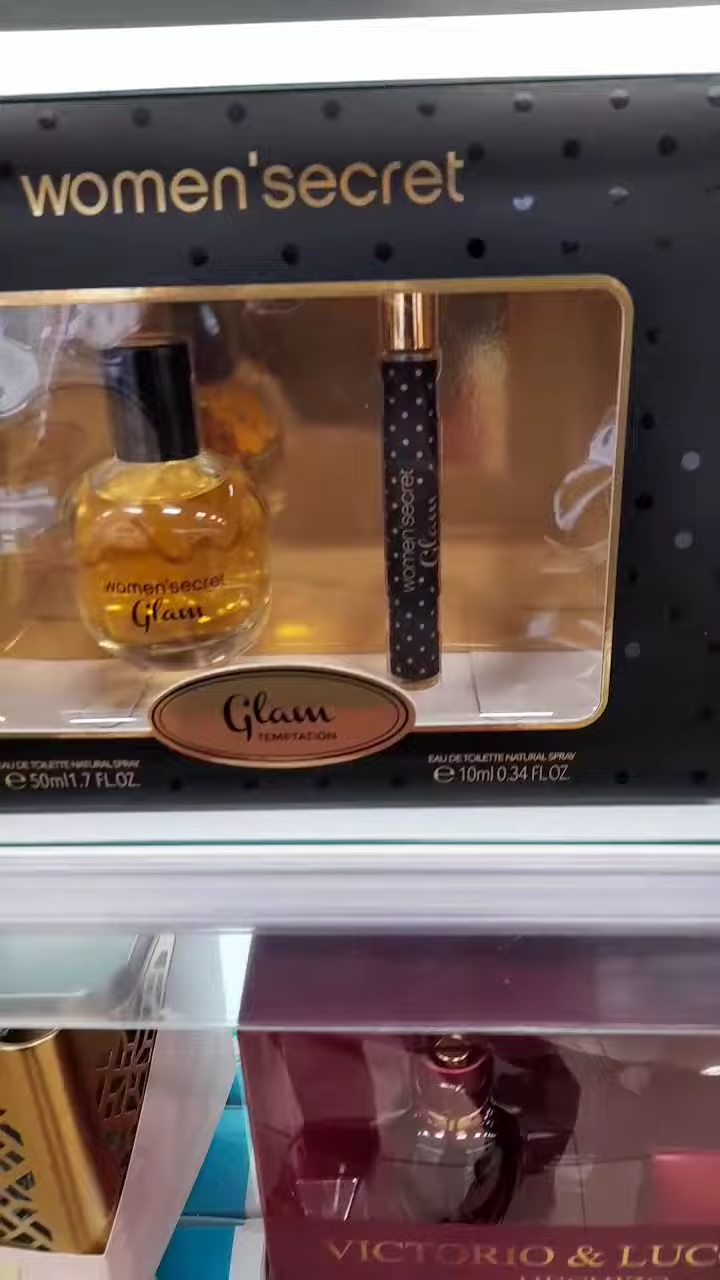 women'secret
women'secret
Glam
women'secret
Glam
Glam
TEMPTATION
EAU DE TOILETTE NATURAL SPRAY
e 50ml 1.7 FL.OZ.
EAU DE TOILETTE NATURAL SPRAY
e 10ml 0.34 FL.OZ.
VICTORIO & LUC